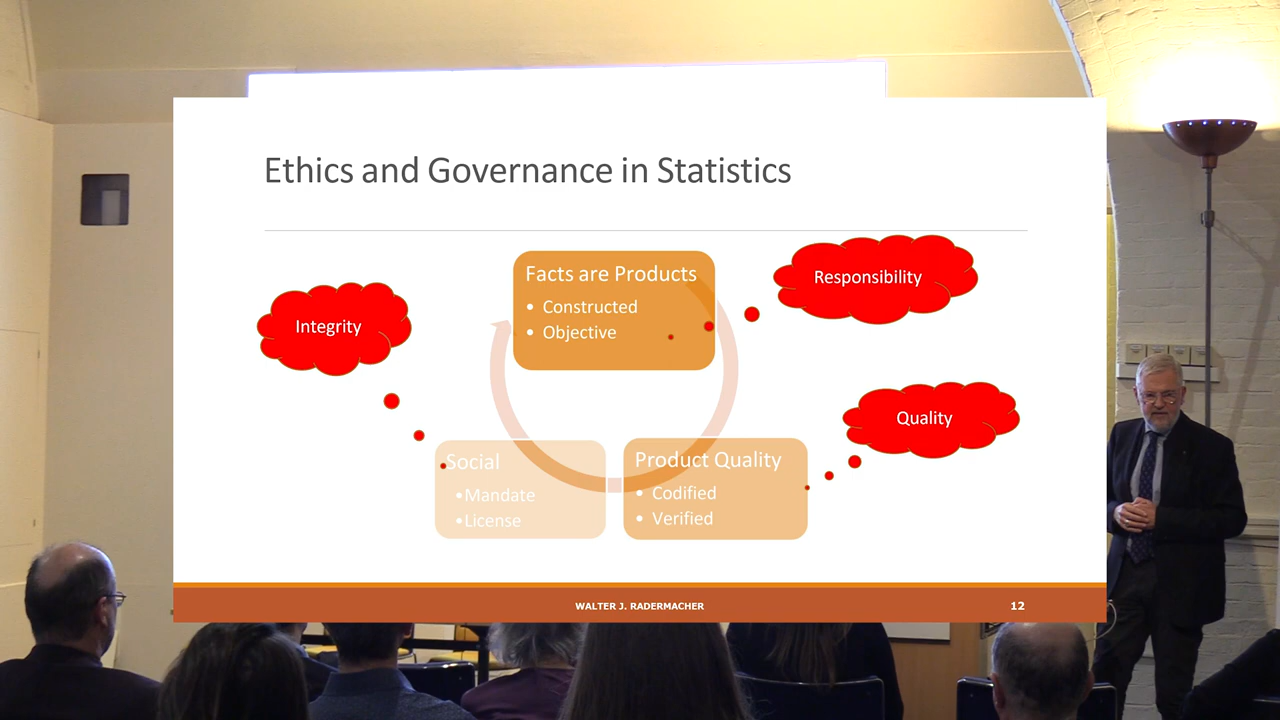 Ethics and Governance in Statistics
Integrity
Facts are Products
• Constructed
• Objective
Responsibility
Quality
Social
•Mandate
•License
Product Quality
• Codified
• Verified
WALTER J. RADERMACHER
12